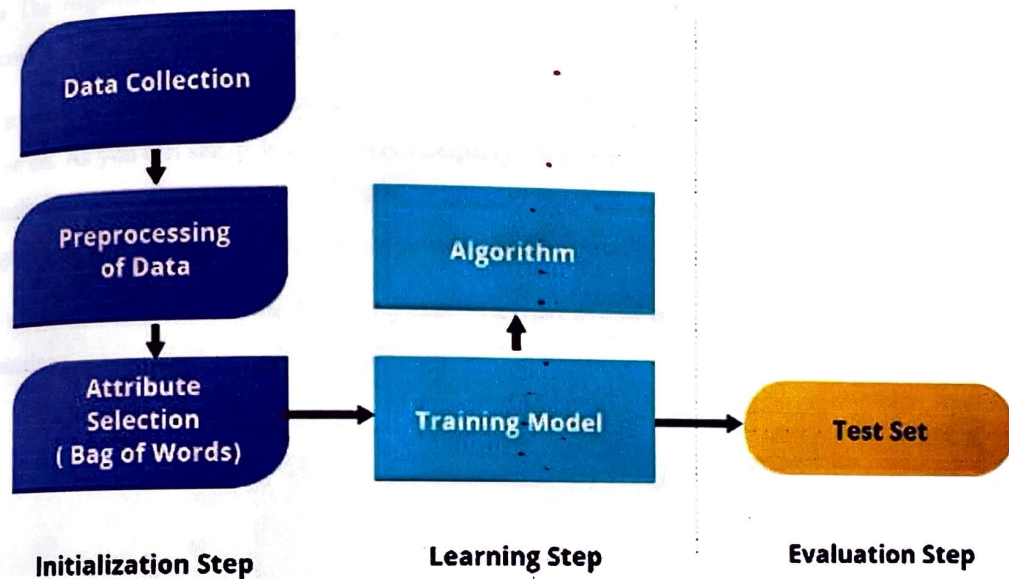 Data Collection
Preprocessing
of Data
Attribute
Selection
( Bag of Words)
Algorithm
Training Model
Test Set
Initialization Step
Learning Step
Evaluation Step